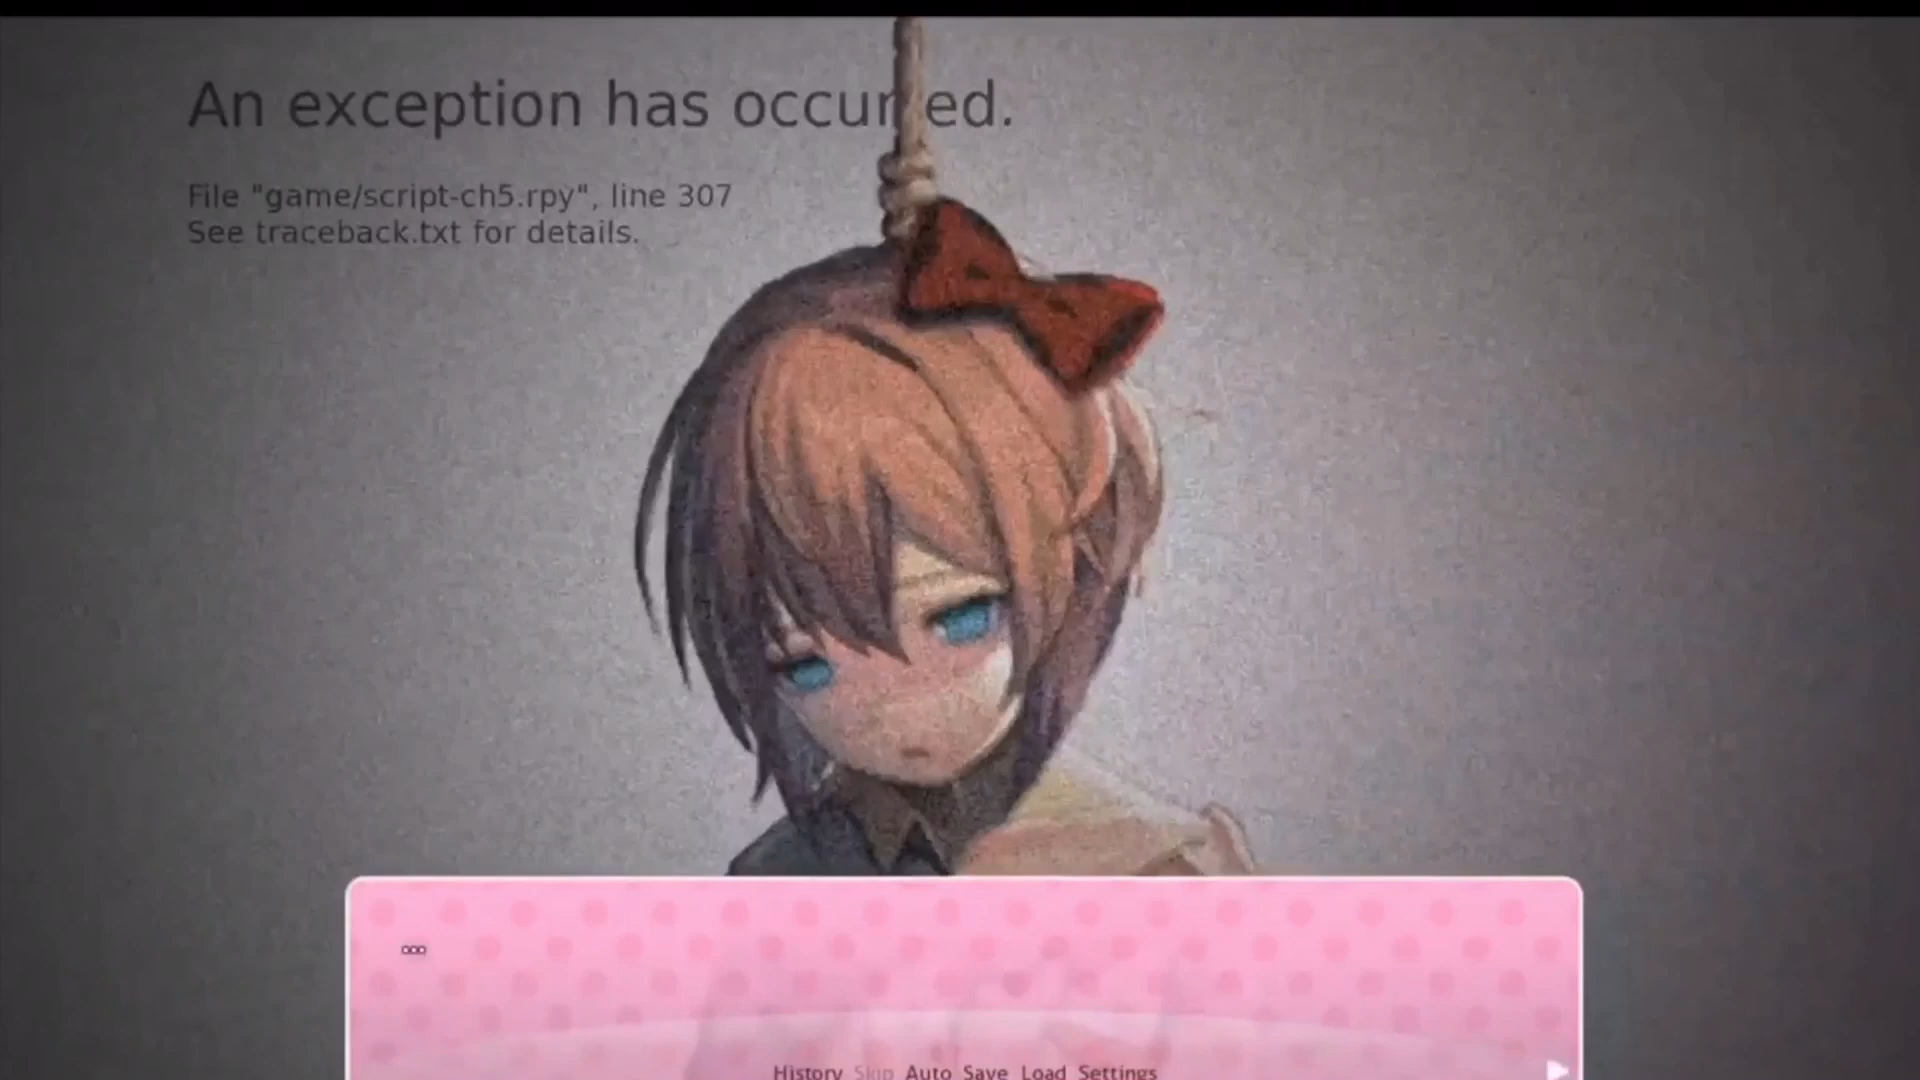 An exception has occurred.
File "game/script-ch5.rpy", line 307
See traceback.txt for details.
...
History Skip Auto Save Load Settings